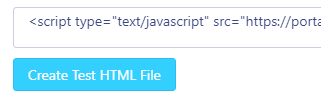 <script type="text/javascript" src="https://porta
Create Test HTML File